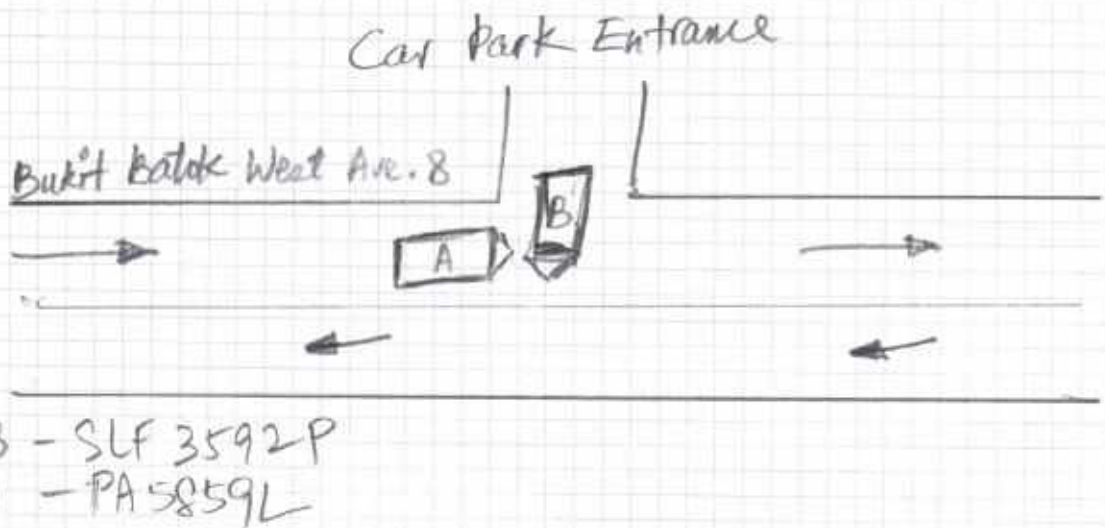 Car Park Entrance
Bukit Batok West Ave. 8
B
A
B - SLF 3592P
- PA 5859L